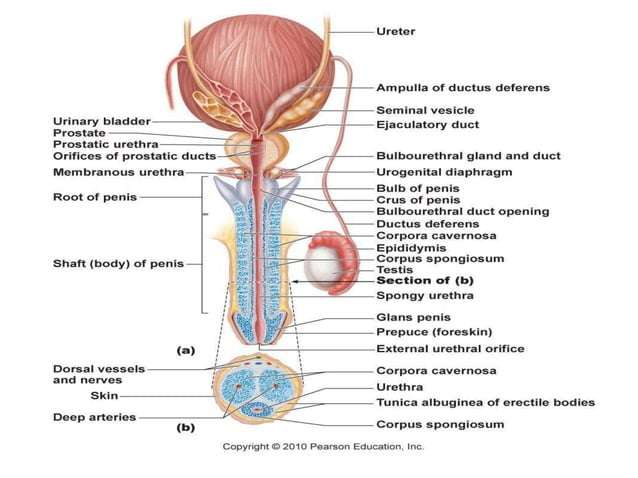 Ureter
Ampulla of ductus deferens
Seminal vesicle
Ejaculatory duct
Urinary bladder
Prostate
Prostatic urethra
Orifices of prostatic ducts
Membranous urethra
Root of penis
Shaft (body) of penis
Bulbourethral gland and duct
Urogenital diaphragm
Bulb of penis
Crus of penis
Bulbourethral duct opening
Ductus deferens
Corpora cavernosa
Epididymis
Corpus spongiosum
Testis
Section of (b)
Spongy urethra
Glans penis
Prepuce (foreskin)
External urethral orifice
(a)
Dorsal vessels
and nerves
Skin
Deep arteries
(b)
Corpora cavernosa
Urethra
Tunica albuginea of erectile bodies
Corpus spongiosum
Copyright © 2010 Pearson Education, Inc.